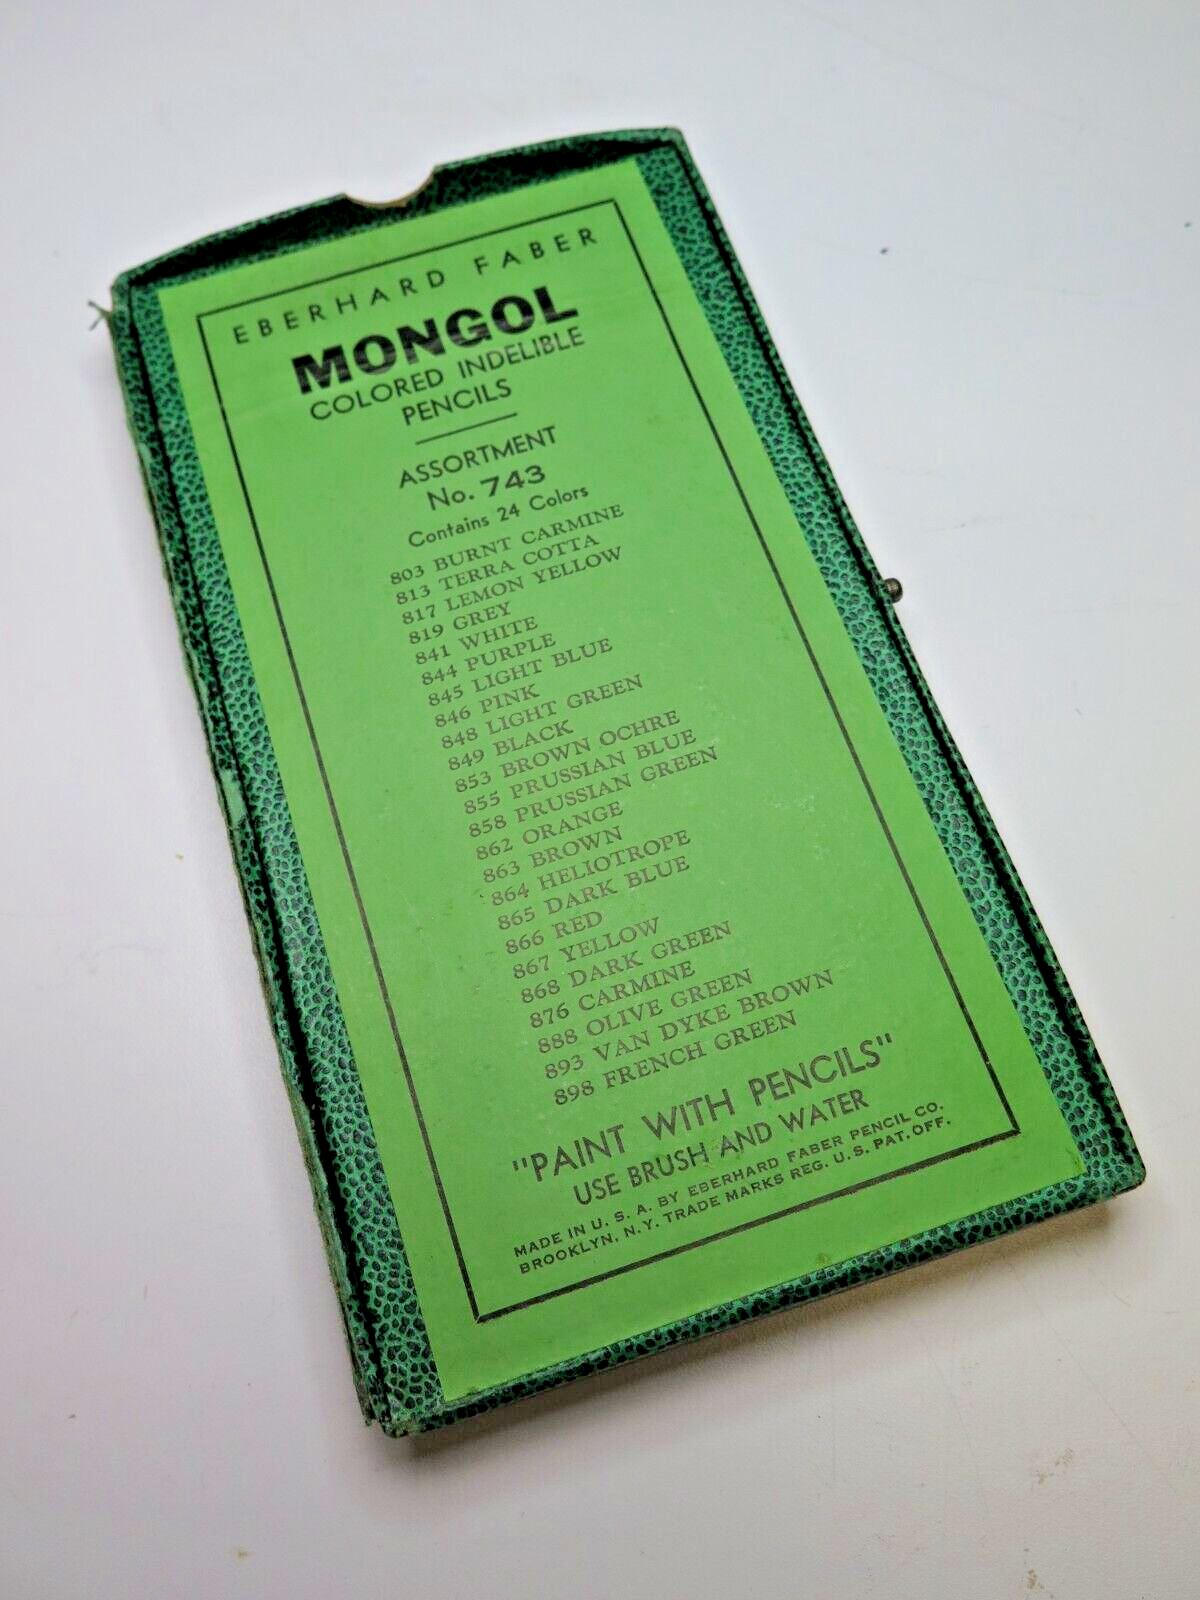 EBERHARD FABER
MONGOL
COLORED INDELIBLE
PENCILS
ASSORTMENT
No. 743
Contains 24 Colors
803 BURNT CARMINE
813 TERRA COTTA
817 LEMON YELLOW
819 GREY
841 WHITE
844 PURPLE
845 LIGHT BLUE
846 PINK
848 LIGHT GREEN
849 BLACK
853 BROWN OCHRE
855 PRUSSIAN BLUE
858 PRUSSIAN GREEN
862 ORANGE
863 BROWN
864 HELIOTROPE
865 DARK BLUE
866 RED
867 YELLOW
868 DARK GREEN
876 CARMINE
888 OLIVE GREEN
893 VAN DYKE BROWN
898 FRENCH GREEN
"PAINT WITH PENCILS"
USE BRUSH AND WATER
MADE IN U. S. A. BY EBERHARD FABER PENCIL CO.
BROOKLYN, N.Y. TRADE MARKS REG. U.S. PAT. OFF.